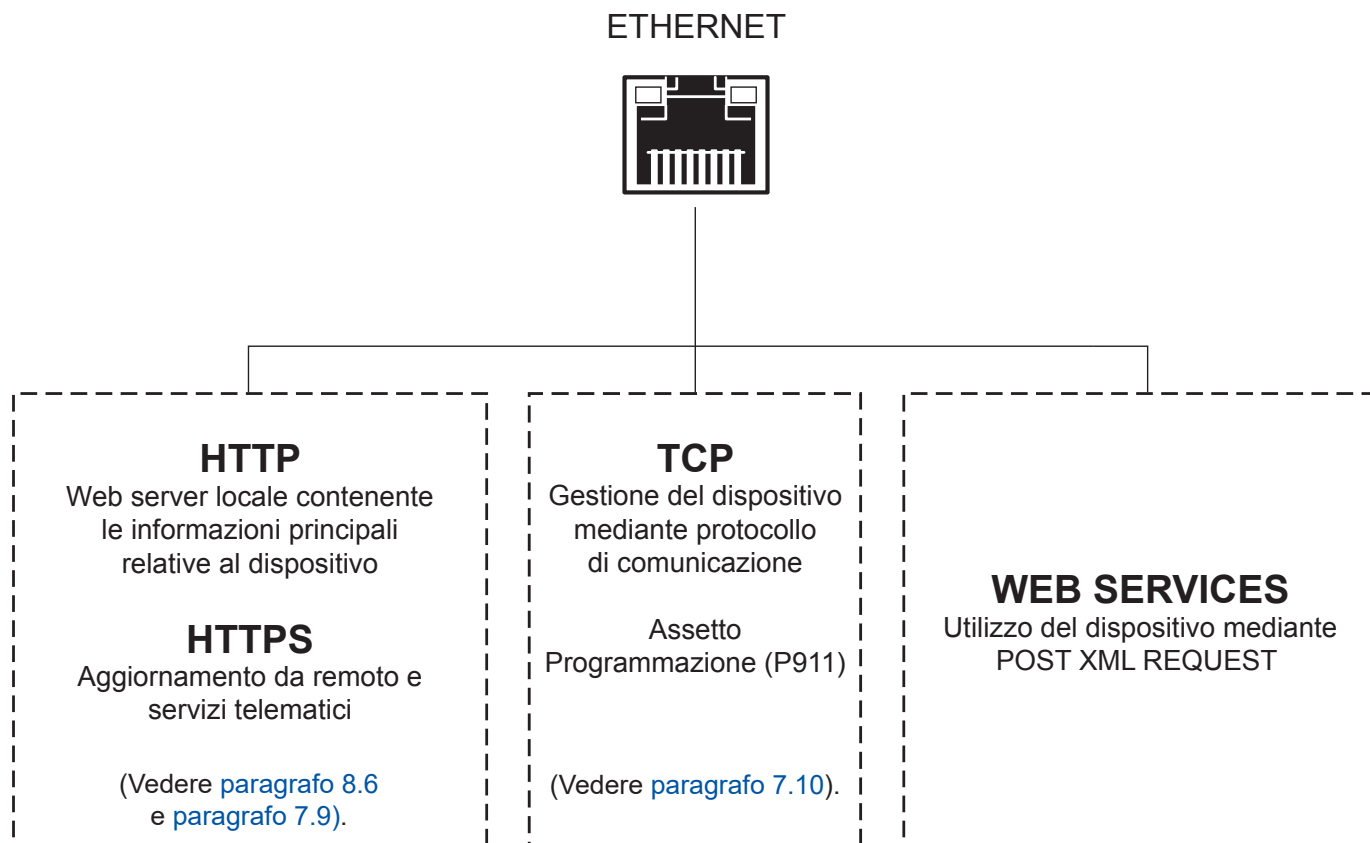 ETHERNET
HTTP
Web server locale contenente
le informazioni principali
relative al dispositivo
HTTPS
Aggiornamento da remoto e
servizi telematici
(Vedere paragrafo 8.6
e paragrafo 7.9).
TCP
Gestione del dispositivo
mediante protocollo
di comunicazione
Assetto
Programmazione (P911)
(Vedere paragrafo 7.10).
WEB SERVICES
Utilizzo del dispositivo mediante
POST XML REQUEST